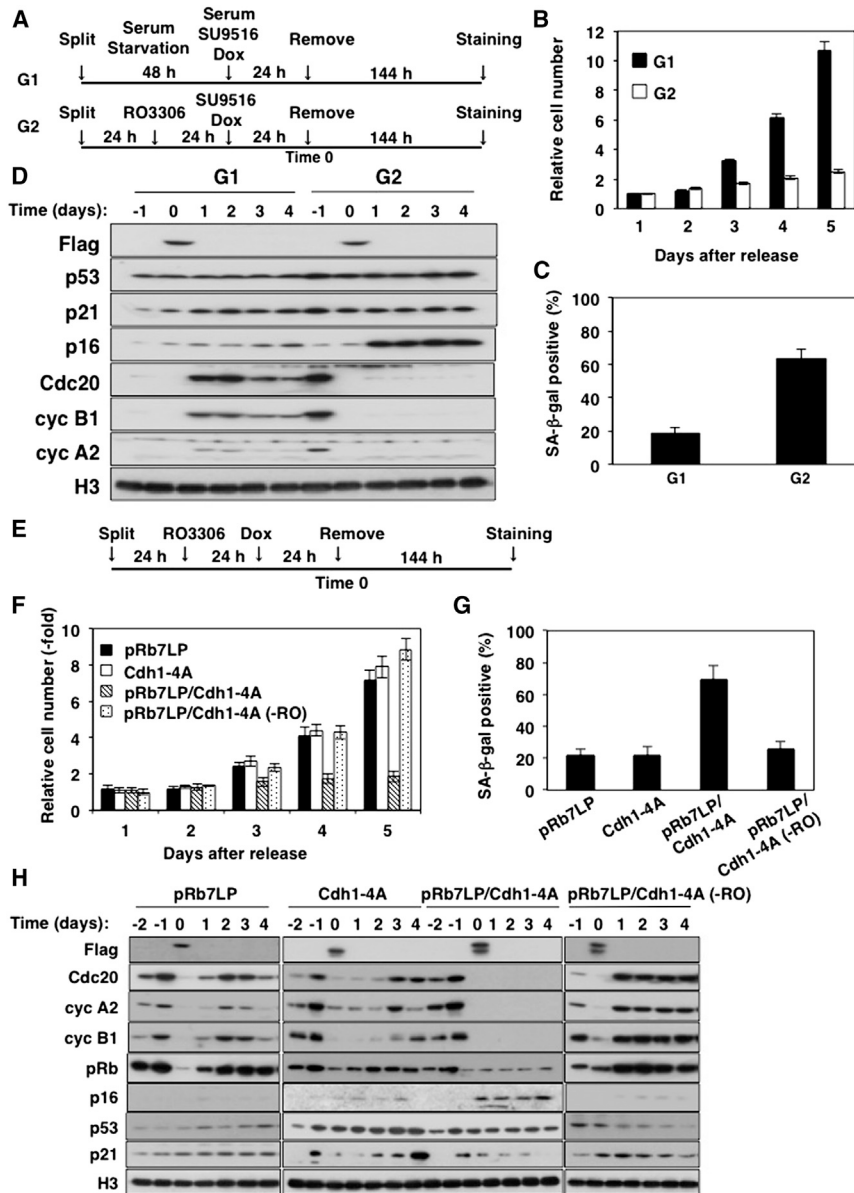 A
Split
Serum
Starvation
Serum
SU9516
Dox
Remove
Staining
G1
48 h
24 h
144 h
Split
RO3306
SU9516
Dox
Remove
Staining
G2
24 h
24 h
24 h
144 h
Time 0
B
Relative cell number
12
10
8
6
4
2
0
G1
G2
1 2 3 4 5
Days after release
C
SA-β-gal positive (%)
100
80
60
40
20
0
G1 G2
D
G1 G2
Time (days): -1 0 1 2 3 4 -1 0 1 2 3 4
Flag
p53
p21
p16
Cdc20
cyc B1
cyc A2
H3
E
Split RO3306 Dox Remove Staining
24 h 24 h 24 h 144 h
Time 0
F
Relative cell number (-fold)
10
8
6
4
2
0
pRb7LP
Cdh1-4A
pRb7LP/Cdh1-4A
pRb7LP/Cdh1-4A (-RO)
1 2 3 4 5
Days after release
G
SA-β-gal positive (%)
100
80
60
40
20
0
pRb7LP
Cdh1-4A
pRb7LP/
Cdh1-4A
pRb7LP/
Cdh1-4A (-RO)
H
pRb7LP Cdh1-4A pRb7LP/Cdh1-4A pRb7LP/Cdh1-4A (-RO)
Time (days): -2 -1 0 1 2 3 4 -2 -1 0 1 2 3 4 -2 -1 0 1 2 3 4 -1 0 1 2 3 4
Flag
Cdc20
cyc A2
cyc B1
pRb
p16
p53
p21
H3